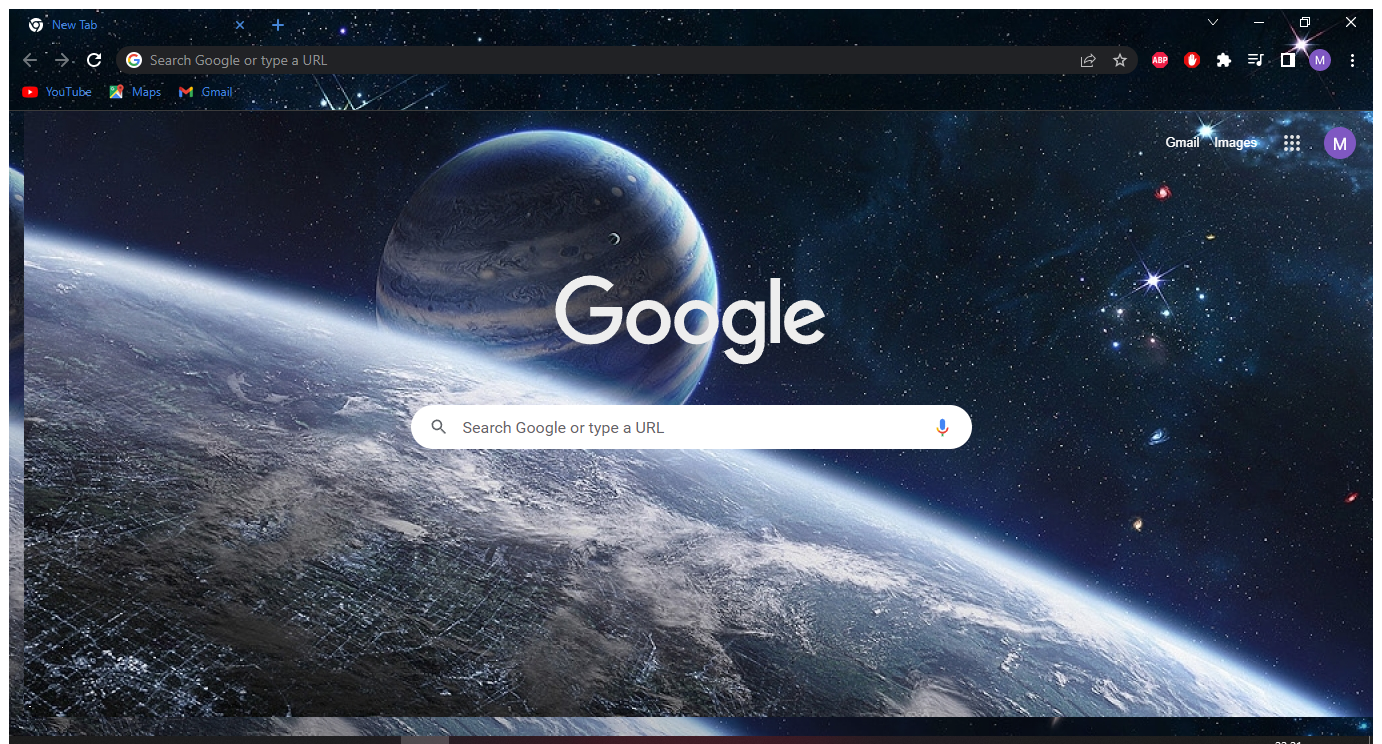 New Tab
Search Google or type a URL
ABP
M
YouTube
Maps
Gmail
Gmail
Images
M
Google
Search Google or type a URL